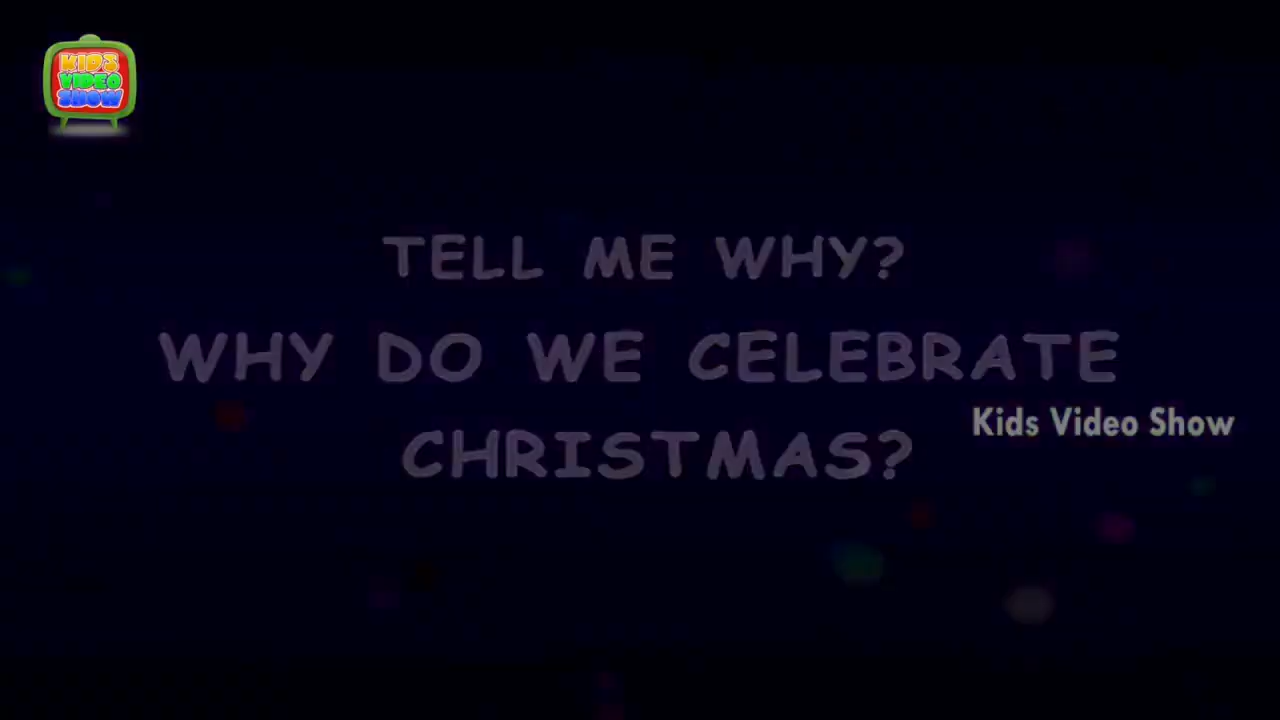 KIDS
VIDEO
SHOW
TELL ME WHY?
WHY DO WE CELEBRATE
CHRISTMAS?
Kids Video Show